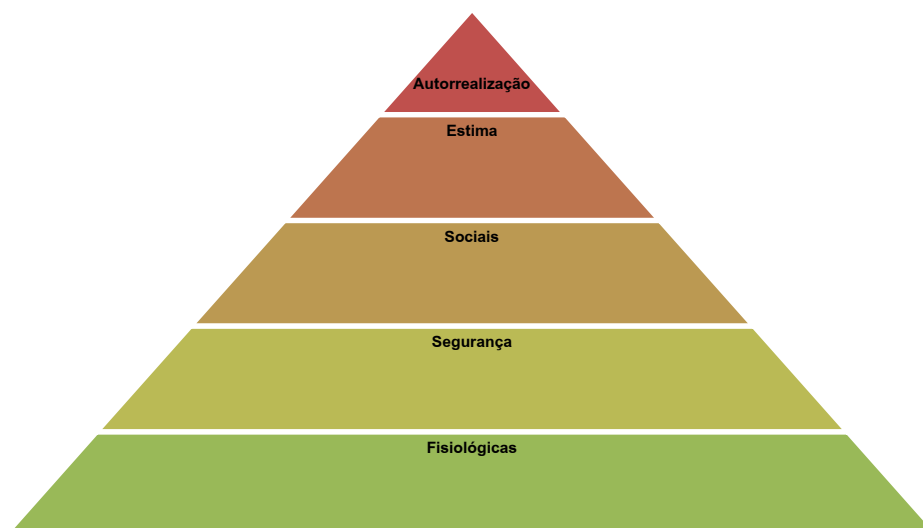 Autorrealização
Estima
Sociais
Segurança
Fisiológicas